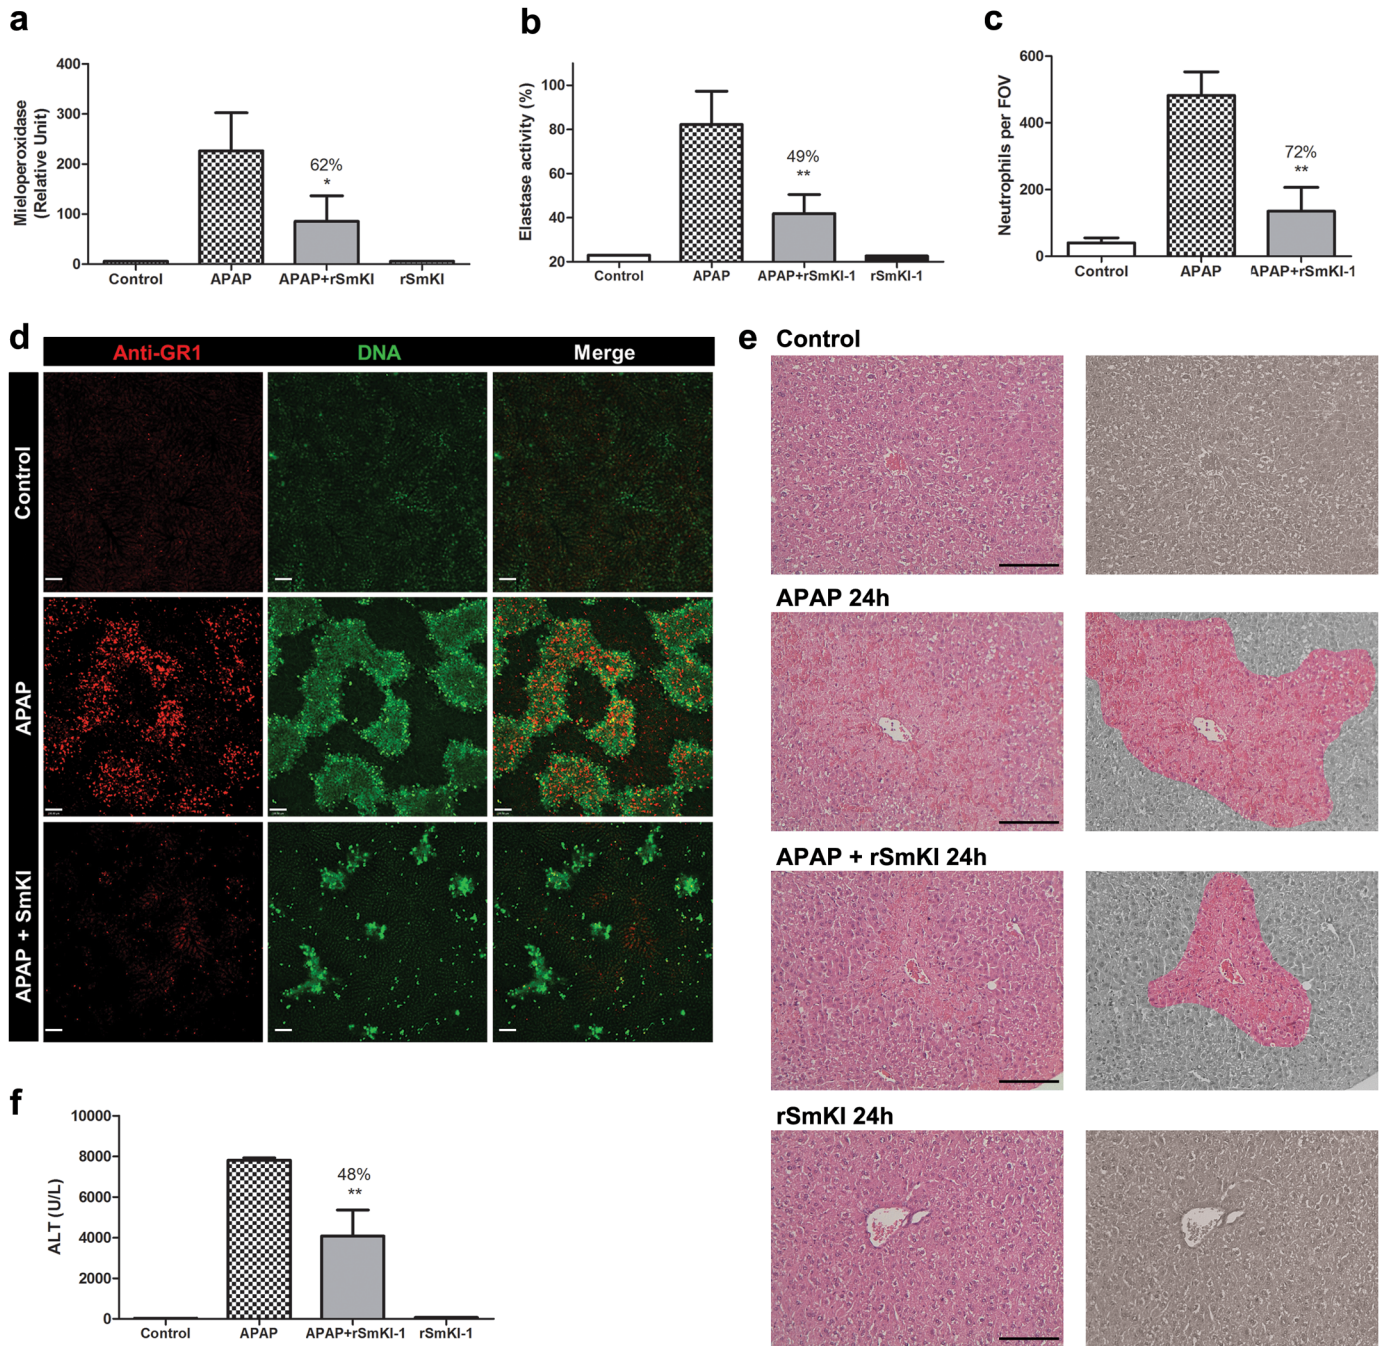 a
Mieloperoxidase
(Relative Unit)
400
300
200
100
0
62%
*
Control
APAP
APAP+rSmKI
rSmKI
b
Elastase activity (%)
100
80
60
40
20
49%
**
Control
APAP
APAP+rSmKI-1
rSmKI-1
c
Neutrophils per FOV
600
400
200
0
72%
**
Control
APAP
APAP+rSmKI-1
d
Anti-GR1
DNA
Merge
Control
APAP
APAP + SmKI
e
Control
APAP 24h
APAP + rSmKI 24h
rSmKI 24h
f
ALT (U/L)
10000
8000
6000
4000
2000
0
48%
**
Control
APAP
APAP+rSmKI-1
rSmKI-1